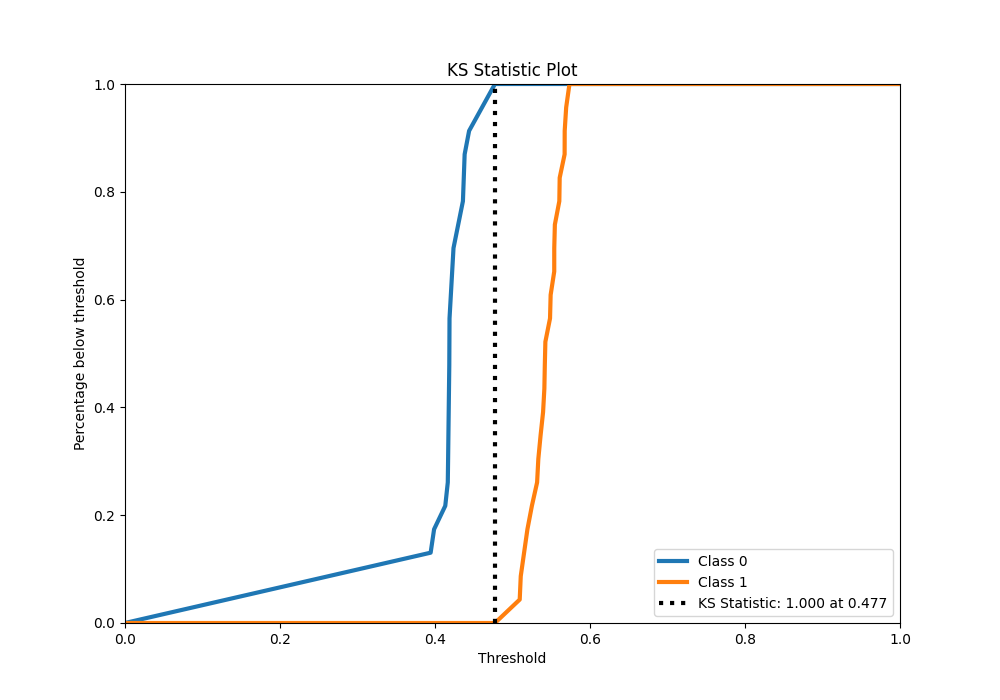 KS Statistic Plot
1.0
0.8
0.6
0.4
0.2
0.0
Percentage below threshold
0.0 0.2 0.4 0.6 0.8 1.0
Threshold
Class 0
Class 1
KS Statistic: 1.000 at 0.477